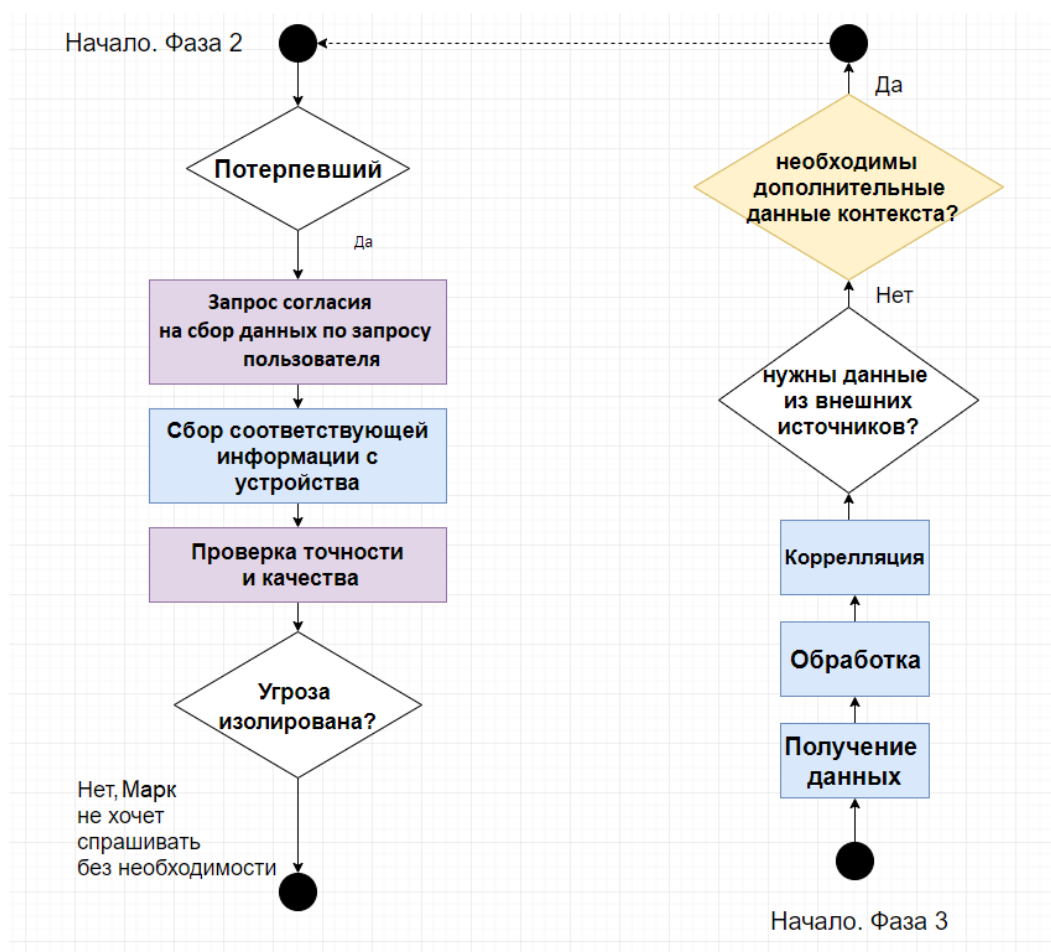 Начало. Фаза 2
Потерпевший
Да
Запрос согласия
на сбор данных по запросу
пользователя
Сбор соответствующей
информации с
устройства
Проверка точности
и качества
Угроза
изолирована?
Нет, Марк
не хочет
спрашивать
без необходимости
Да
необходимы
дополнительные
данные контекста?
Нет
нужны данные
из внешних
источников?
Корреляция
Обработка
Получение
данных
Начало. Фаза 3